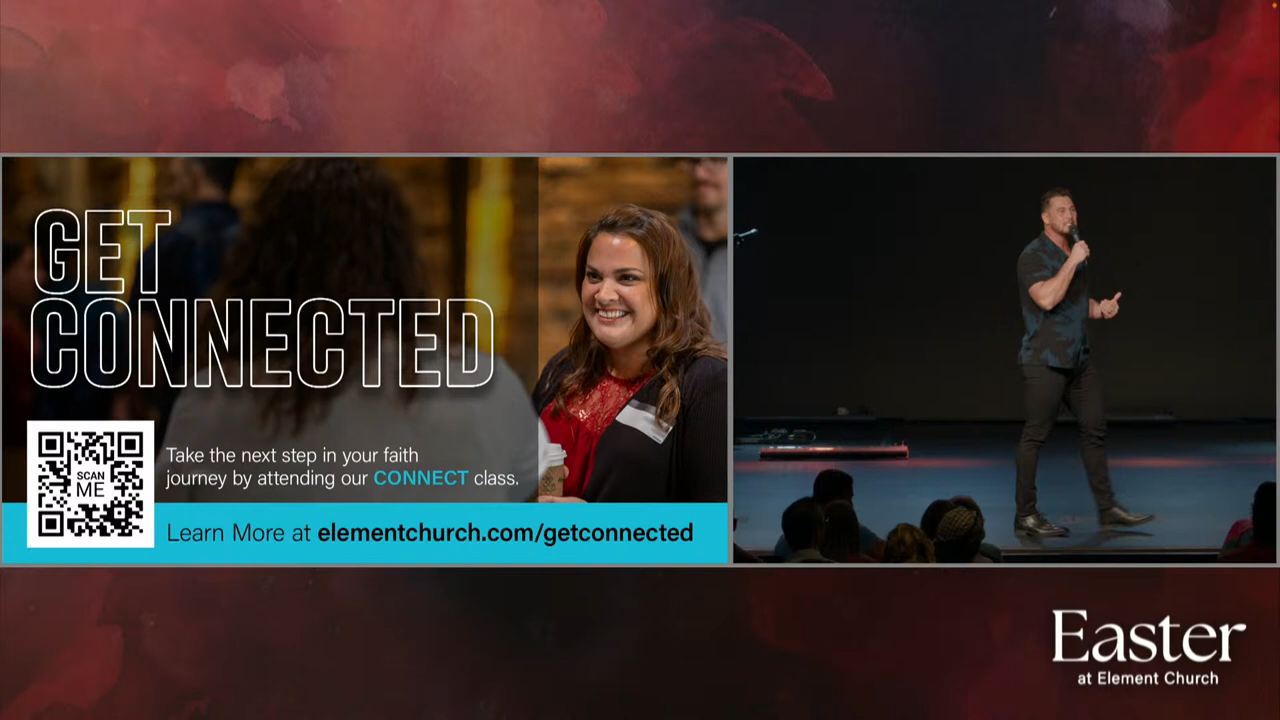 GET
CONNECTED
SCAN
ME
Take the next step in your faith
journey by attending our CONNECT class.
Learn More at elementchurch.com/getconnected
Easter
at Element Church